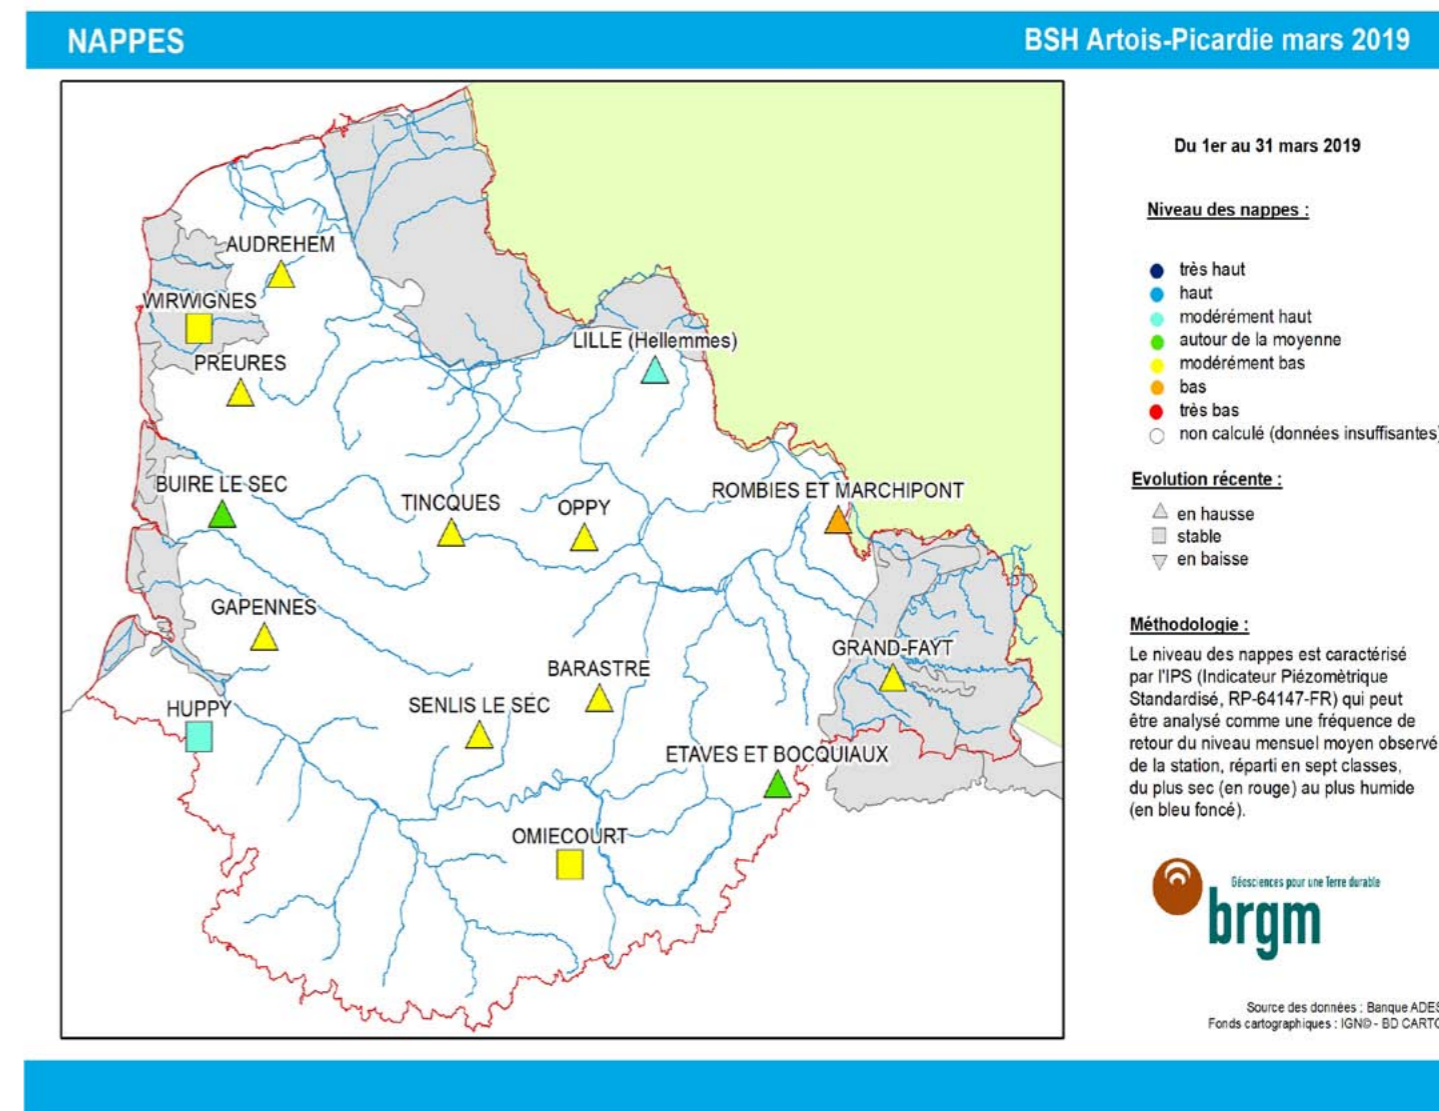 NAPPES
BSH Artois-Picardie mars 2019
AUDREHEM
WIRWIGNES
PREURES
LILLE (Hellemmes)
BUIRE LE SEC
TINCQUES
OPPY
ROMBIES ET MARCHIPONT
GAPENNES
GRAND-FAYT
BARASTRE
HUPPY
SENLIS LE SEC
ETAVES ET BOCQUIAUX
OMIECOURT
Du 1er au 31 mars 2019
Niveau des nappes :
très haut
haut
modérément haut
autour de la moyenne
modérément bas
bas
très bas
non calculé (données insuffisantes)
Evolution récente :
en hausse
stable
en baisse
Méthodologie :
Le niveau des nappes est caractérisé
par l'IPS (Indicateur Piézométrique
Standardisé, RP-64147-FR) qui peut
être analysé comme une fréquence de
retour du niveau mensuel moyen observé
de la station, réparti en sept classes,
du plus sec (en rouge) au plus humide
(en bleu foncé).
Géosciences pour une Terre durable
brgm
Source des données : Banque ADES
Fonds cartographiques : IGN© - BD CARTO